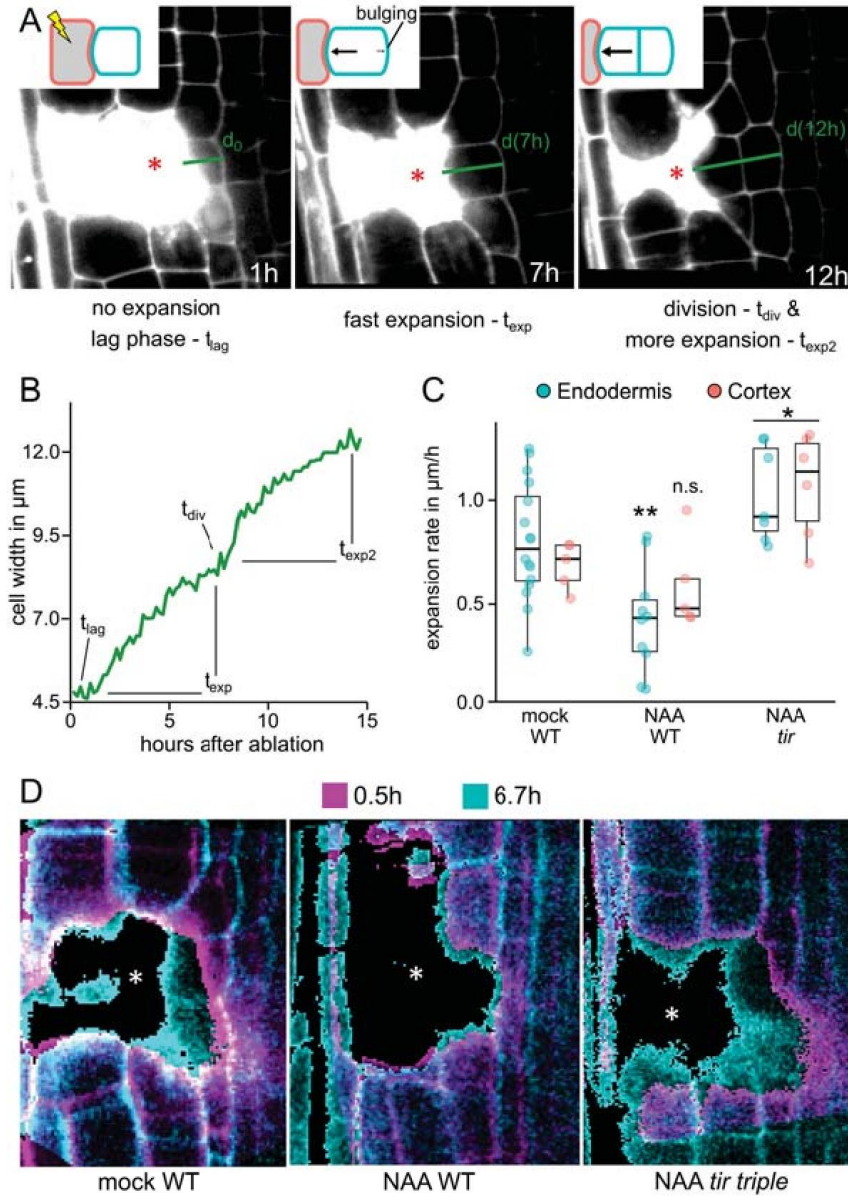 A
bulging
d0
d(7h)
d(12h)
*
*
*
1h
7h
12h
no expansion
lag phase - tlag
fast expansion - texp
division - tdiv &
more expansion - texp2
B
cell width in µm
12.0
9.5
7.0
4.5
tlag
tdiv
texp
texp2
0
5
10
15
hours after ablation
C
Endodermis
Cortex
expansion rate in µm/h
1.0
0.5
0.0
**
n.s.
*
mock
WT
NAA
WT
NAA
tir
D
0.5h
6.7h
*
*
*
mock WT
NAA WT
NAA tir triple